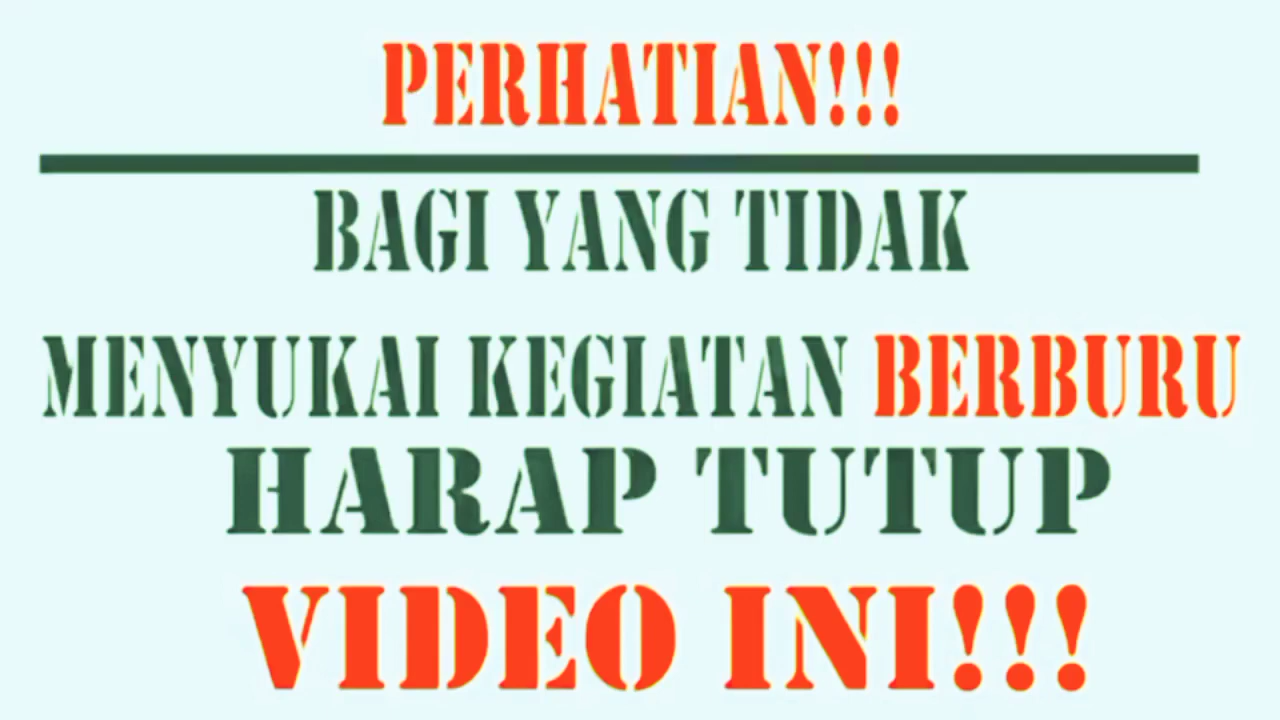 PERHATIAN!!!
BAGI YANG TIDAK
MENYUKAI KEGIATAN BERBURU
HARAP TUTUP
VIDEO INI!!!